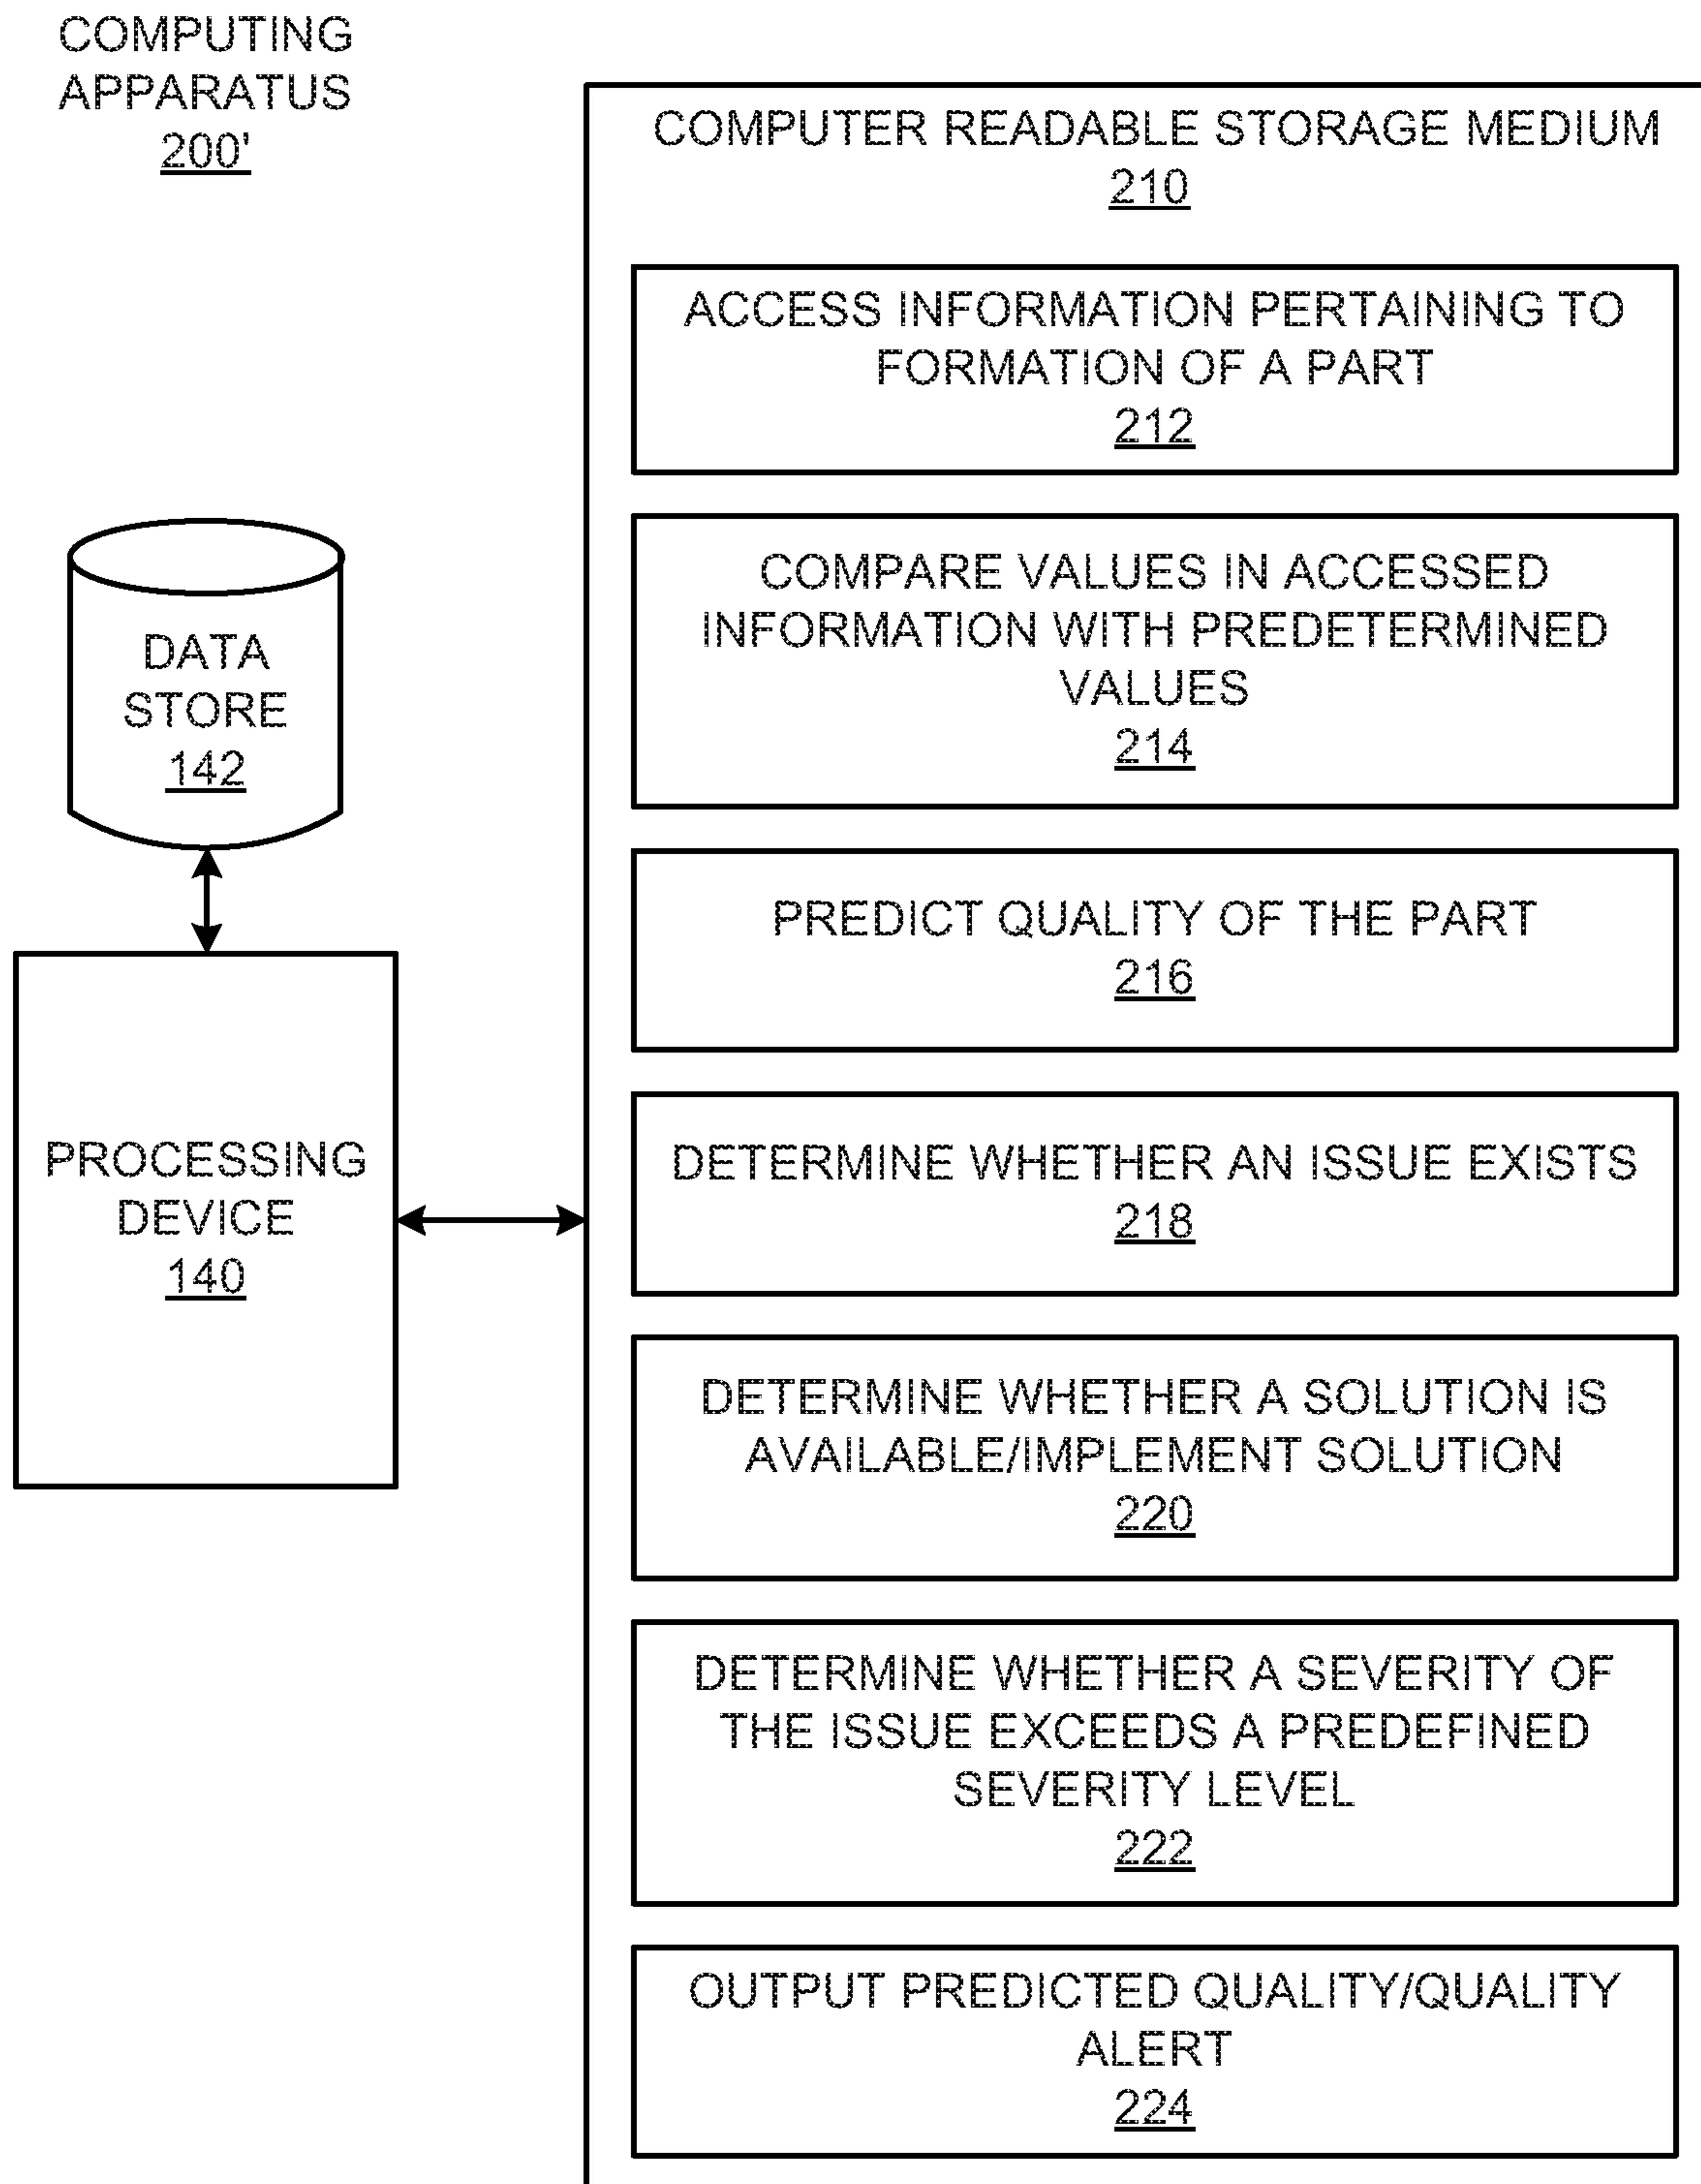 COMPUTING
APPARATUS
200'
COMPUTER READABLE STORAGE MEDIUM
210
ACCESS INFORMATION PERTAINING TO
FORMATION OF A PART
212
COMPARE VALUES IN ACCESSED
INFORMATION WITH PREDETERMINED
VALUES
214
DATA
STORE
142
PREDICT QUALITY OF THE PART
216
PROCESSING
DEVICE
140
DETERMINE WHETHER AN ISSUE EXISTS
218
DETERMINE WHETHER A SOLUTION IS
AVAILABLE/IMPLEMENT SOLUTION
220
DETERMINE WHETHER A SEVERITY OF
THE ISSUE EXCEEDS A PREDEFINED
SEVERITY LEVEL
222
OUTPUT PREDICTED QUALITY/QUALITY
ALERT
224